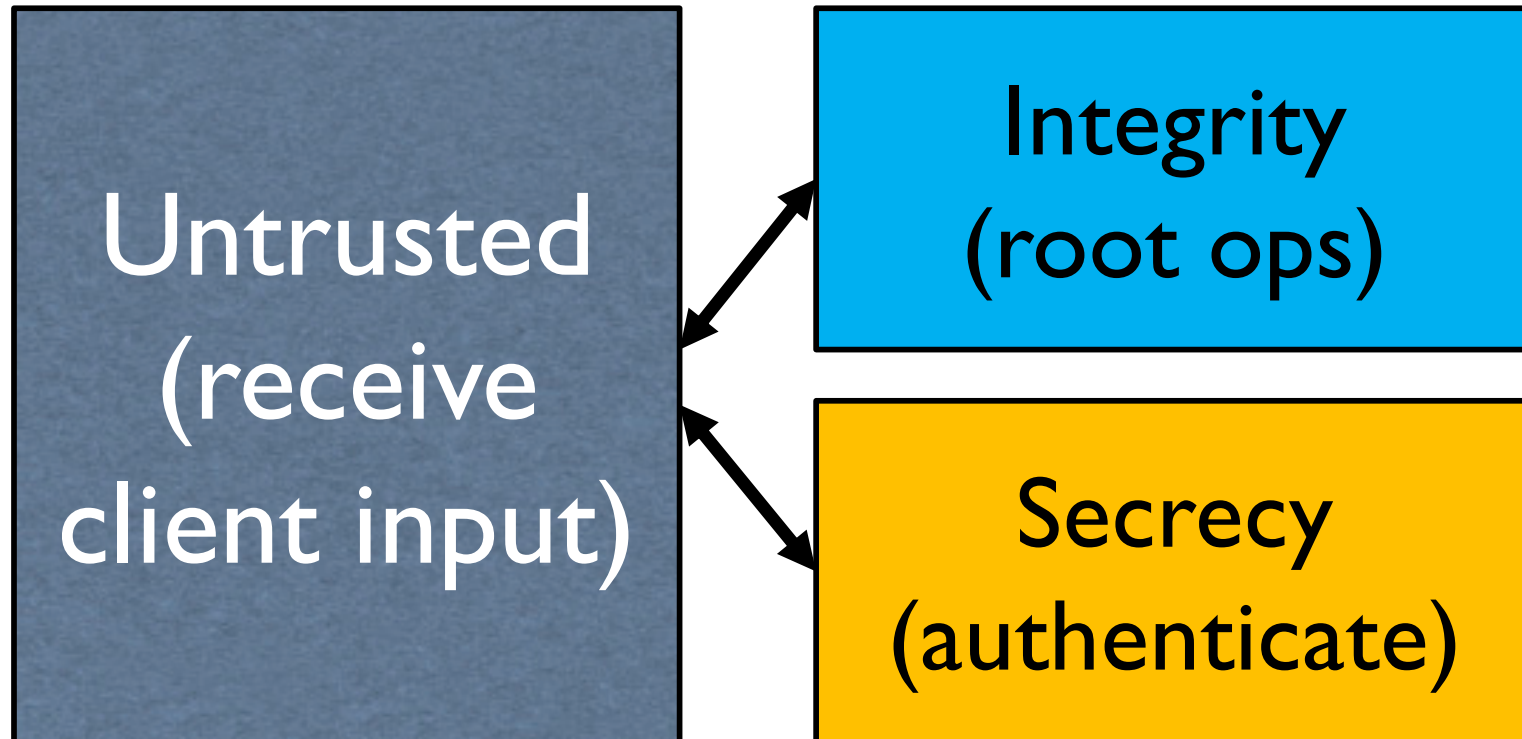 Untrusted
(receive
client input)
Integrity
(root ops)
Secrecy
(authenticate)